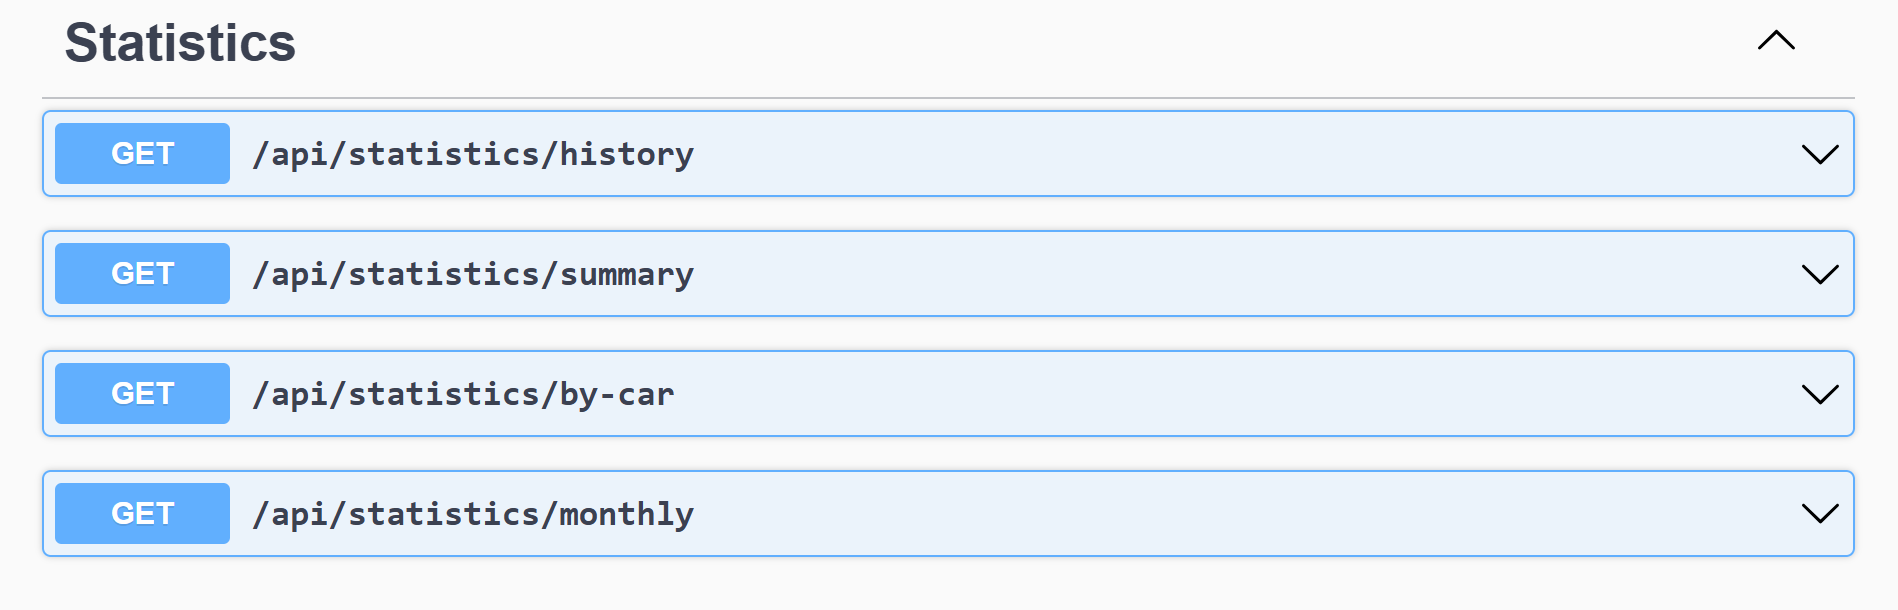 Statistics
GET /api/statistics/history
GET /api/statistics/summary
GET /api/statistics/by-car
GET /api/statistics/monthly